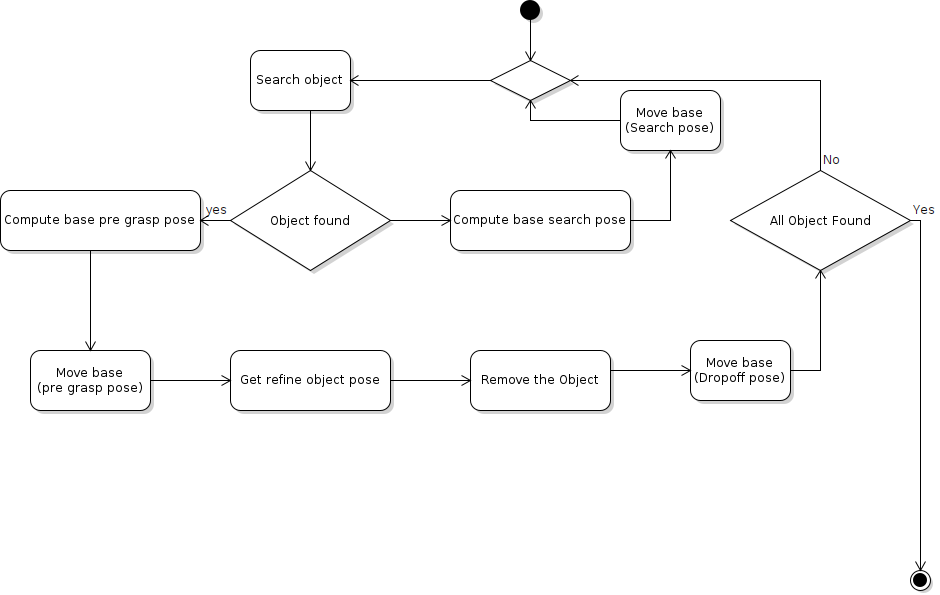 Search object
Move base
(Search pose)
No
yes
Compute base pre grasp pose
Object found
Compute base search pose
All Object Found
Yes
Move base
(pre grasp pose)
Get refine object pose
Remove the Object
Move base
(Dropoff pose)